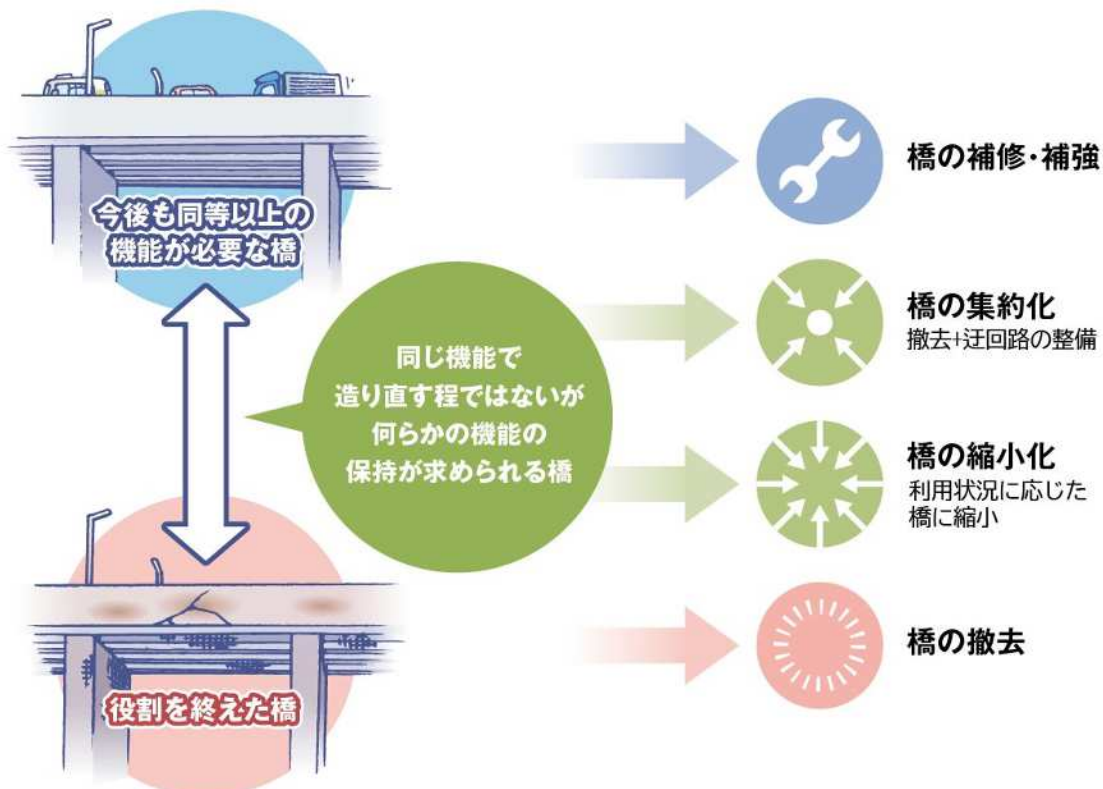 今後も同等以上の
機能が必要な橋
同じ機能で
造り直す程ではないが
何らかの機能の
保持が求められる橋
役割を終えた橋
橋の補修・補強
橋の集約化
撤去+迂回路の整備
橋の縮小化
利用状況に応じた
橋に縮小
橋の撤去